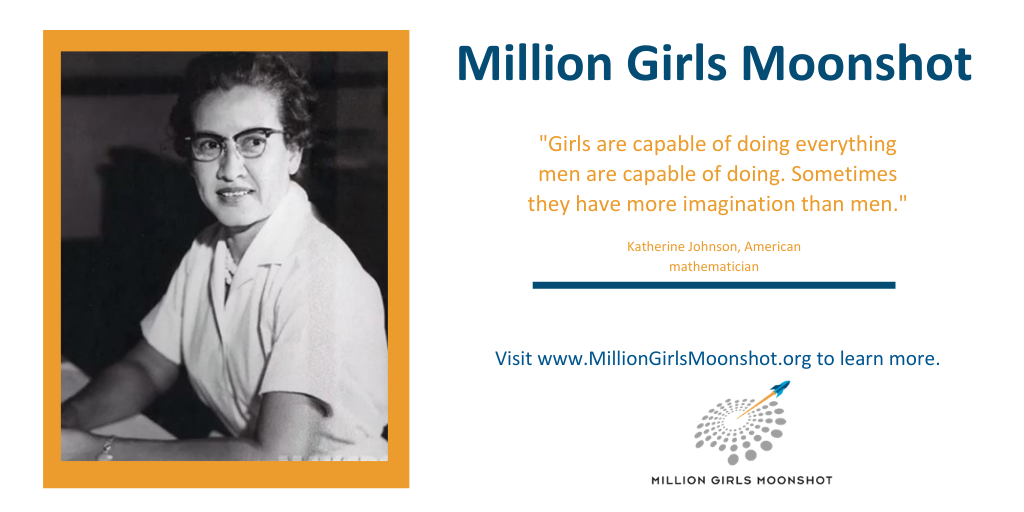 Million Girls Moonshot
"Girls are capable of doing everything
men are capable of doing. Sometimes
they have more imagination than men."
Katherine Johnson, American
mathematician
Visit www.MillionGirlsMoonshot.org to learn more.
MILLION GIRLS MOONSHOT